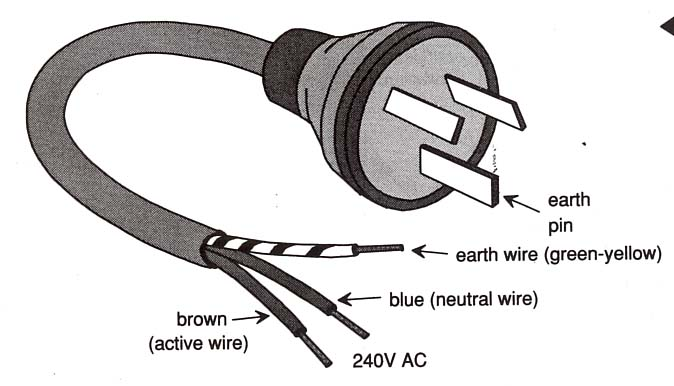 earth
pin
earth wire (green-yellow)
blue (neutral wire)
brown
(active wire)
240V AC